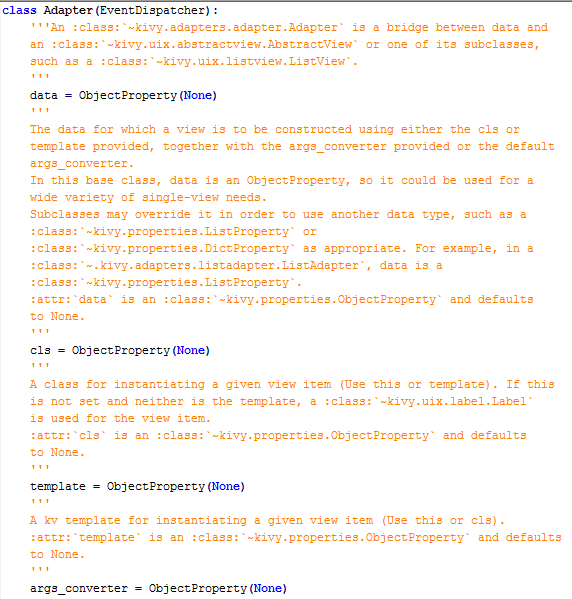 class Adapter(EventDispatcher):
'''An :class:`~kivy.adapters.adapter.Adapter` is a bridge between data and
an :class:`~kivy.uix.abstractview.AbstractView` or one of its subclasses,
such as a :class:`~kivy.uix.listview.ListView`.
'''
data = ObjectProperty(None)
'''
The data for which a view is to be constructed using either the cls or
template provided, together with the args_converter provided or the default
args_converter.
In this base class, data is an ObjectProperty, so it could be used for a
wide variety of single-view needs.
Subclasses may override it in order to use another data type, such as a
:class:`~kivy.properties.ListProperty` or
:class:`~kivy.properties.DictProperty` as appropriate. For example, in a
:class:`~.kivy.adapters.listadapter.ListAdapter`, data is a
:class:`~kivy.properties.ListProperty`.
:attr:`data` is an :class:`~kivy.properties.ObjectProperty` and defaults
to None.
'''
cls = ObjectProperty(None)
'''
A class for instantiating a given view item (Use this or template). If this
is not set and neither is the template, a :class:`~kivy.uix.label.Label`
is used for the view item.
:attr:`cls` is an :class:`~kivy.properties.ObjectProperty` and defaults
to None.
'''
template = ObjectProperty(None)
'''
A kv template for instantiating a given view item (Use this or cls).
:attr:`template` is an :class:`~kivy.properties.ObjectProperty` and defaults
to None.
'''
args_converter = ObjectProperty(None)